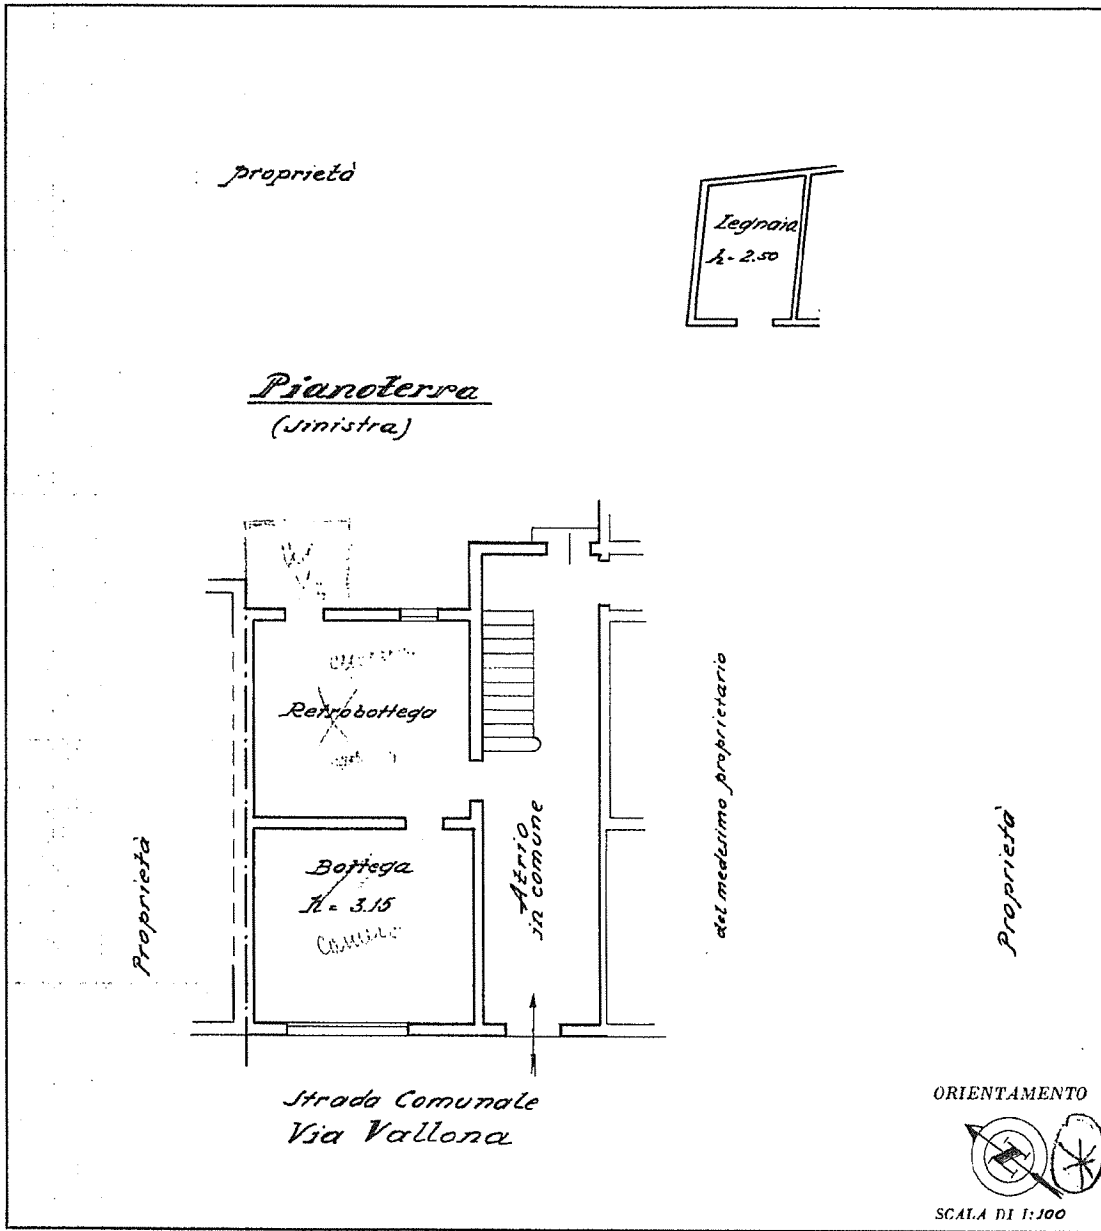 proprietà
Legnaia
h= 2.50
Pianoterra
(sinistra)
Retrobottega
Bottega
h= 3.15
Atrio
in comune
del medesimo proprietario
Proprietà
Proprietà
Strada Comunale
Via Vallona
ORIENTAMENTO
N
SCALA DI 1:100